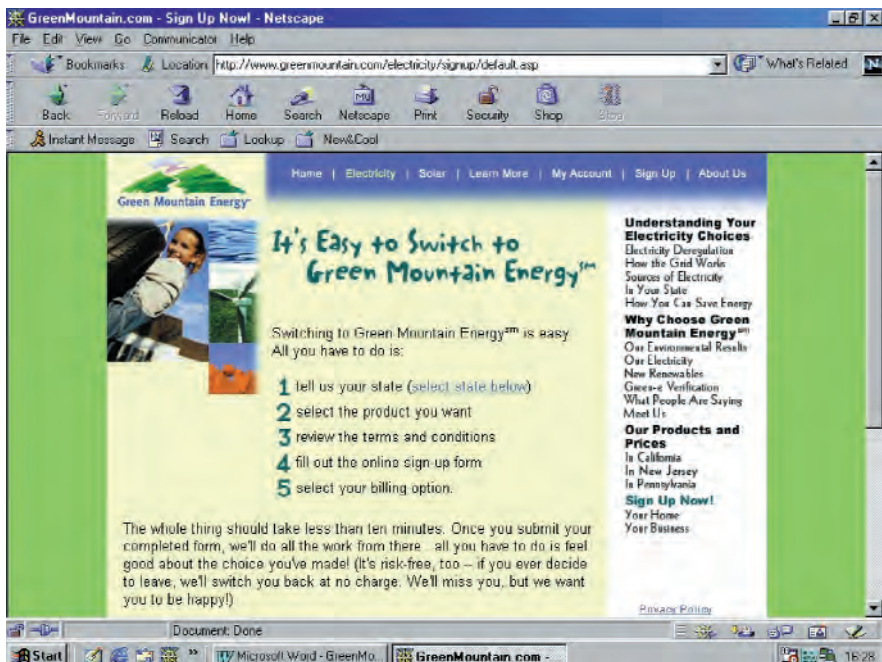 GreenMountain.com - Sign Up Now! - Netscape
File Edit View Go Communicator Help
Bookmarks Location http://www.greenmountain.com/electricity/signup/default.asp What's Related N
Back Forward Reload Home Search Netscape Print Security Shop Stop
Instant Message Search Lookup New&Cool
Home | Electricity | Solar | Learn More | My Account | Sign Up | About Us
Green Mountain Energy
It's Easy to Switch to
Green Mountain Energy℠
Switching to Green Mountain Energy℠ is easy
All you have to do is:
1 tell us your state (select state below)
2 select the product you want
3 review the terms and conditions
4 fill out the online sign-up form
5 select your billing option.
The whole thing should take less than ten minutes. Once you submit your
completed form, we'll do all the work from there...all you have to do is feel
good about the choice you've made! (It's risk-free, too – if you ever decide
to leave, we'll switch you back at no charge. We'll miss you, but we want
you to be happy!)
Understanding Your
Electricity Choices
Electricity Deregulation
How the Grid Works
Sources of Electricity
In Your State
How You Can Save Energy
Why Choose Green
Mountain Energy℠
Our Environmental Results
Our Electricity
New Renewables
Green-e Verification
What People Are Saying
Meet Us
Our Products and
Prices
In California
In New Jersey
In Pennsylvania
Sign Up Now!
Your Home
Your Business
Privacy Policy
Document: Done
Start » Microsoft Word - GreenMo... GreenMountain.com - 16:28